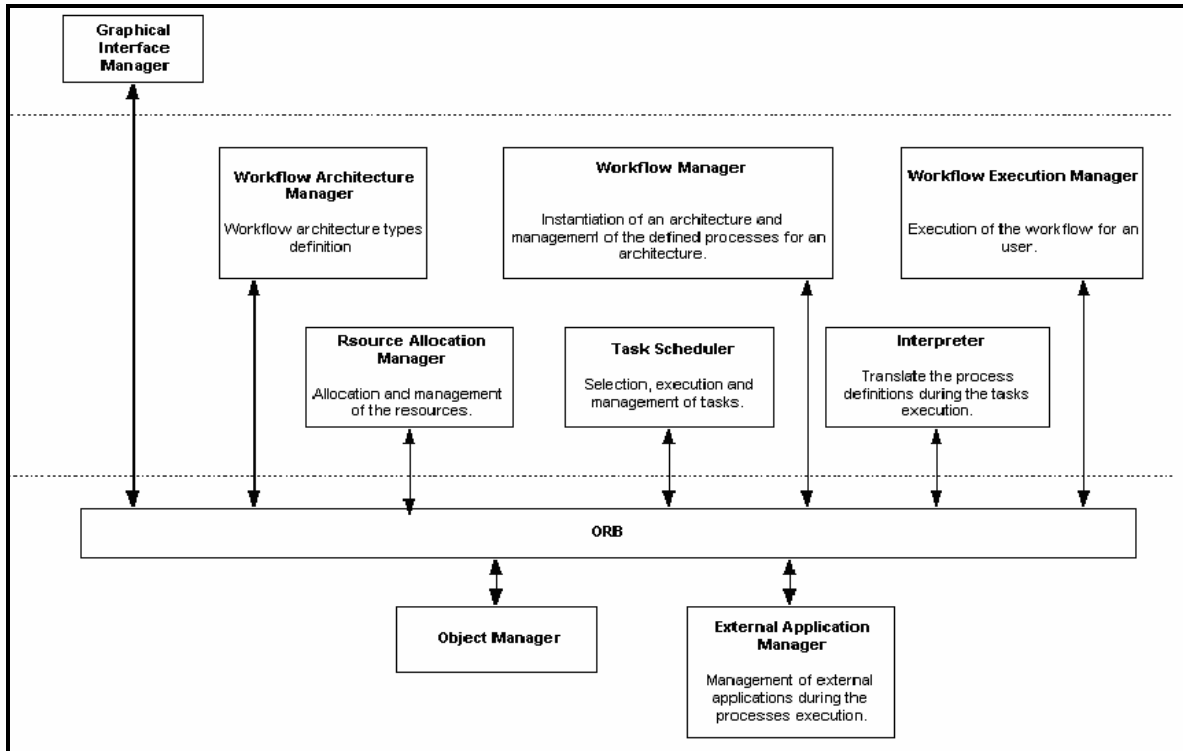 Graphical
Interface
Manager
Workflow Architecture
Manager
Workflow architecture types
definition
Workflow Manager
Instantiation of an architecture and
management of the defined processes for an
architecture.
Workflow Execution Manager
Execution of the workflow for an
user.
Rsource Allocation
Manager
Allocation and management
of the resources.
Task Scheduler
Selection, execution and
management of tasks.
Interpreter
Translate the process
definitions during the tasks
execution.
ORB
Object Manager
External Application
Manager
Management of external
applications during the
processes execution.